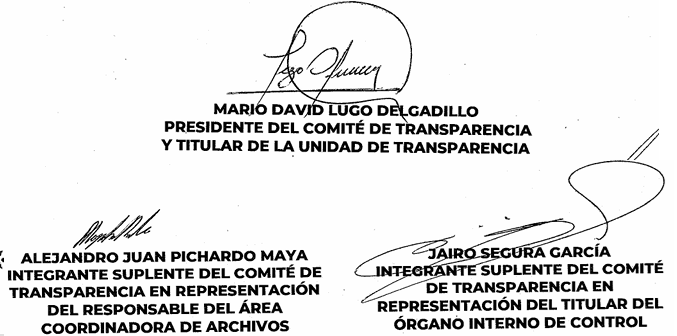 MARIO DAVID LUGO DELGADILLO
PRESIDENTE DEL COMITÉ DE TRANSPARENCIA
Y TITULAR DE LA UNIDAD DE TRANSPARENCIA
ALEJANDRO JUAN PICHARDO MAYA
INTEGRANTE SUPLENTE DEL COMITÉ DE
TRANSPARENCIA EN REPRESENTACIÓN
DEL RESPONSABLE DEL ÁREA
COORDINADORA DE ARCHIVOS
JAIRO SEGURA GARCÍA
INTEGRANTE SUPLENTE DEL COMITÉ
DE TRANSPARENCIA EN
REPRESENTACIÓN DEL TITULAR DEL
ÓRGANO INTERNO DE CONTROL